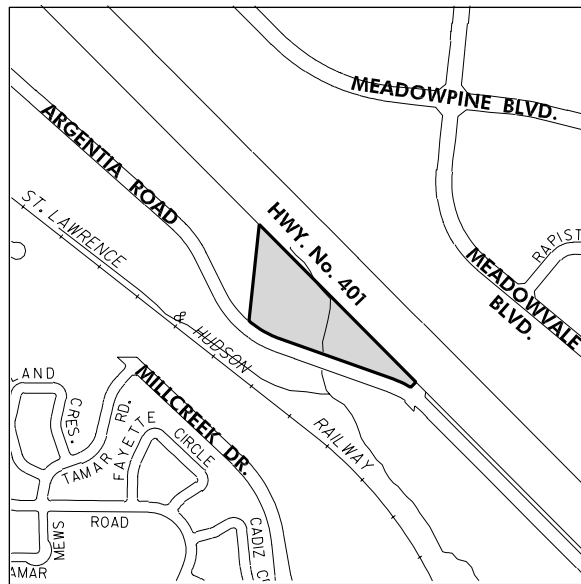 MEADOWPINE BLVD.
ARGENTIA ROAD
ST. LAWRENCE
& HUDSON
RAILWAY
HWY. No. 401
RAPIST
MEADOWVALE
BLVD.
LAND
CRES.
TAMAR RD.
MILLCREEK DR.
FAYETTE
CIRCLE
ROAD
MEWS
AMAR
CADIZ C